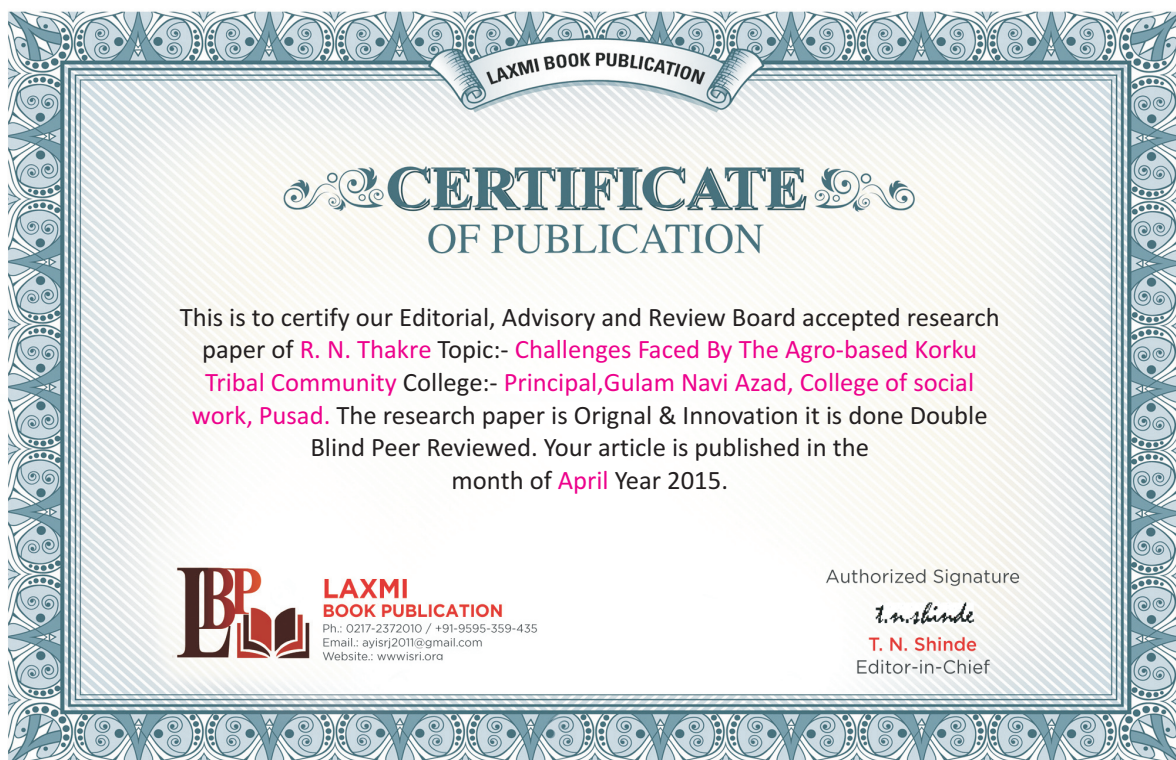 LAXMI BOOK PUBLICATION
CERTIFICATE
OF PUBLICATION
This is to certify our Editorial, Advisory and Review Board accepted research
paper of R. N. Thakre Topic:- Challenges Faced By The Agro-based Korku
Tribal Community College:- Principal,Gulam Navi Azad, College of social
work, Pusad. The research paper is Orignal & Innovation it is done Double
Blind Peer Reviewed. Your article is published in the
month of April Year 2015.
LBP
LAXMI
BOOK PUBLICATION
Ph.: 0217-2372010 / +91-9595-359-435
Email.: ayisrj2011@gmail.com
Website.: wwwisri.org
Authorized Signature
t.n.shinde
T. N. Shinde
Editor-in-Chief